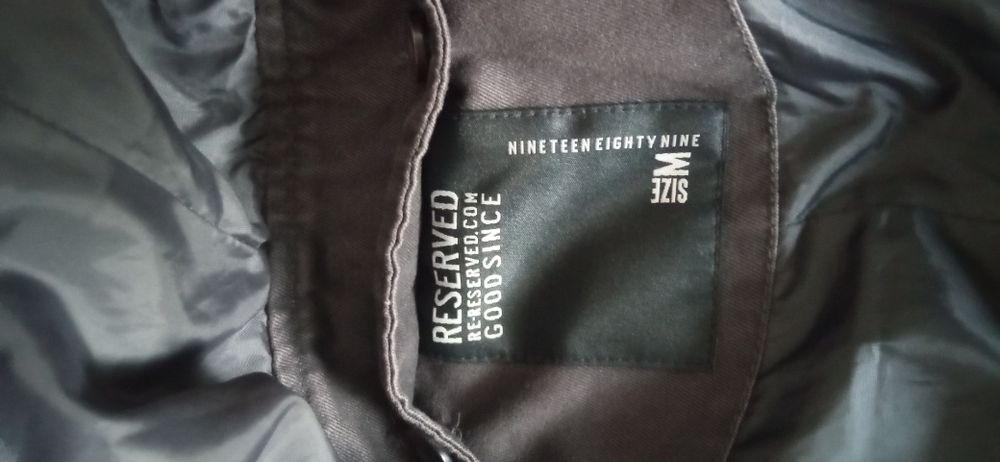 RESERVED
RE-RESERVED.COM
GOOD SINCE
NINETEEN EIGHTY NINE
SIZE
M